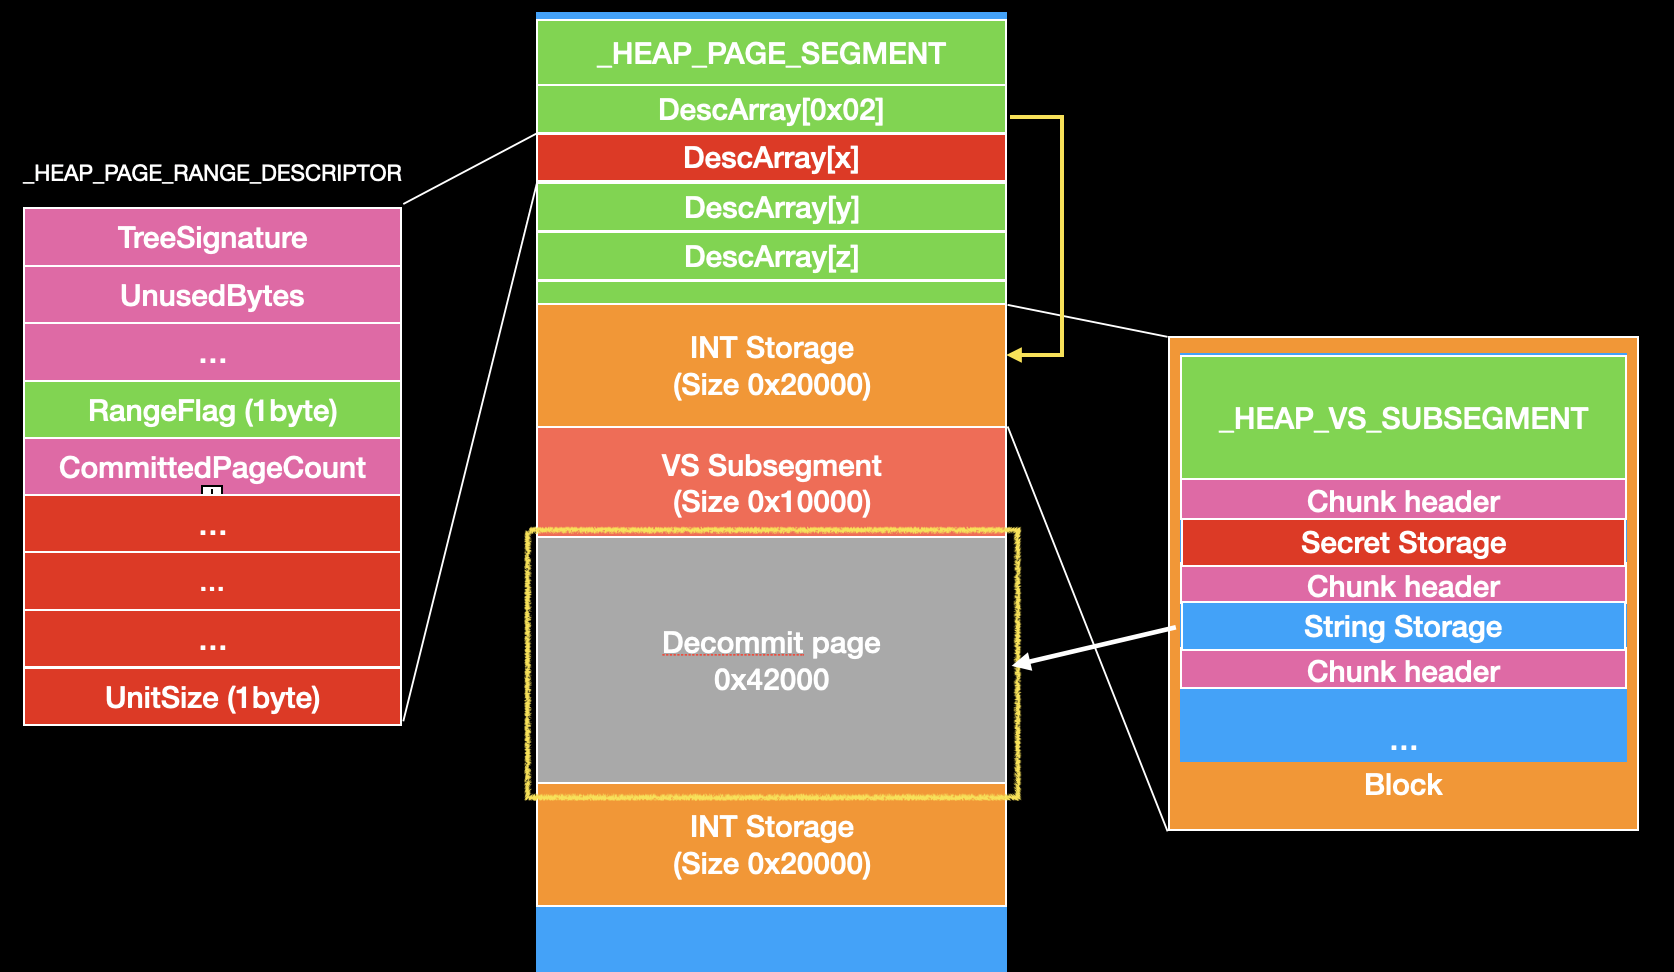 _HEAP_PAGE_RANGE_DESCRIPTOR
TreeSignature
UnusedBytes
...
RangeFlag (1byte)
CommittedPageCount
...
...
...
UnitSize (1byte)
_HEAP_PAGE_SEGMENT
DescArray[0x02]
DescArray[x]
DescArray[y]
DescArray[z]
INT Storage
(Size 0x20000)
VS Subsegment
(Size 0x10000)
Decommit page
0x42000
INT Storage
(Size 0x20000)
_HEAP_VS_SUBSEGMENT
Chunk header
Secret Storage
Chunk header
String Storage
Chunk header
...
Block